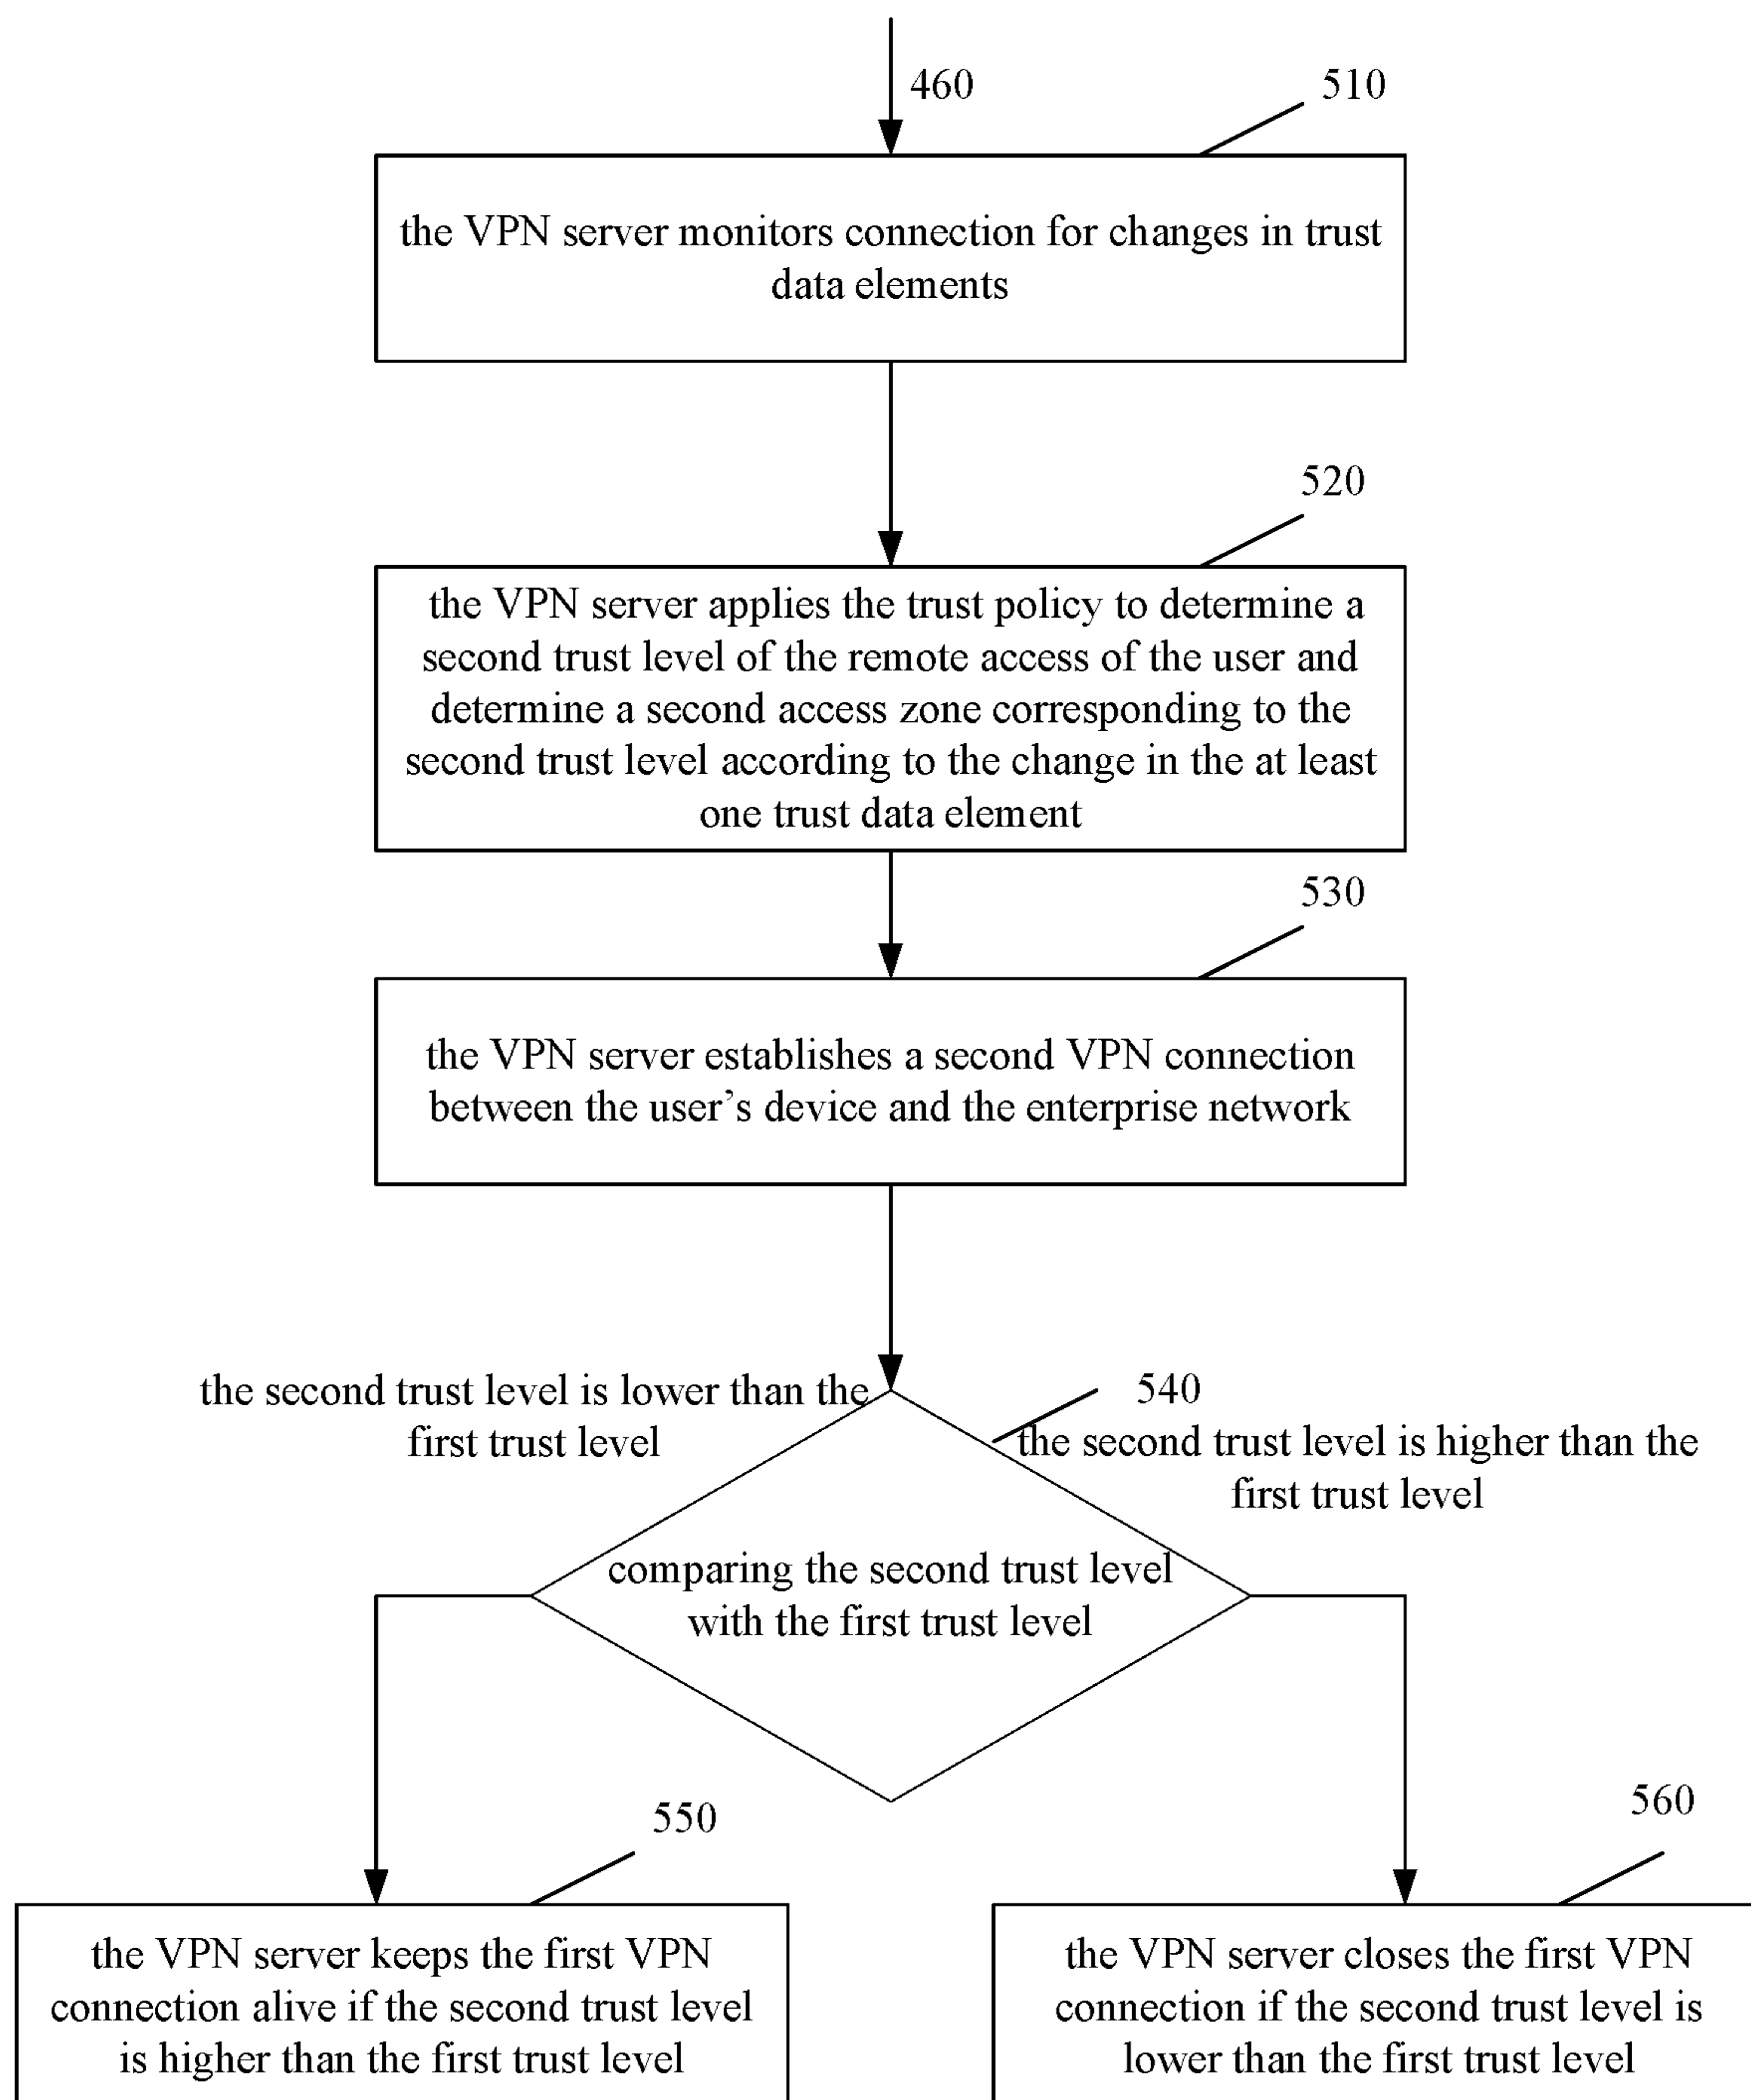 460
510
the VPN server monitors connection for changes in trust
data elements
520
the VPN server applies the trust policy to determine a
second trust level of the remote access of the user and
determine a second access zone corresponding to the
second trust level according to the change in the at least
one trust data element
530
the VPN server establishes a second VPN connection
between the user’s device and the enterprise network
the second trust level is lower than the
first trust level
540
the second trust level is higher than the
first trust level
comparing the second trust level
with the first trust level
550
560
the VPN server keeps the first VPN
connection alive if the second trust level
is higher than the first trust level
the VPN server closes the first VPN
connection if the second trust level is
lower than the first trust level